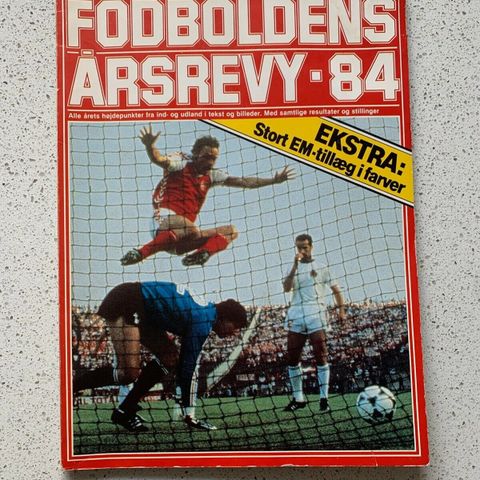 FODBOLDENS
ÅRSREVY · 84
Alle årets højdepunkter fra ind- og udland i tekst og billeder. Med samtlige resultater og stillinger
EKSTRA:
Stort EM-tillæg i farver